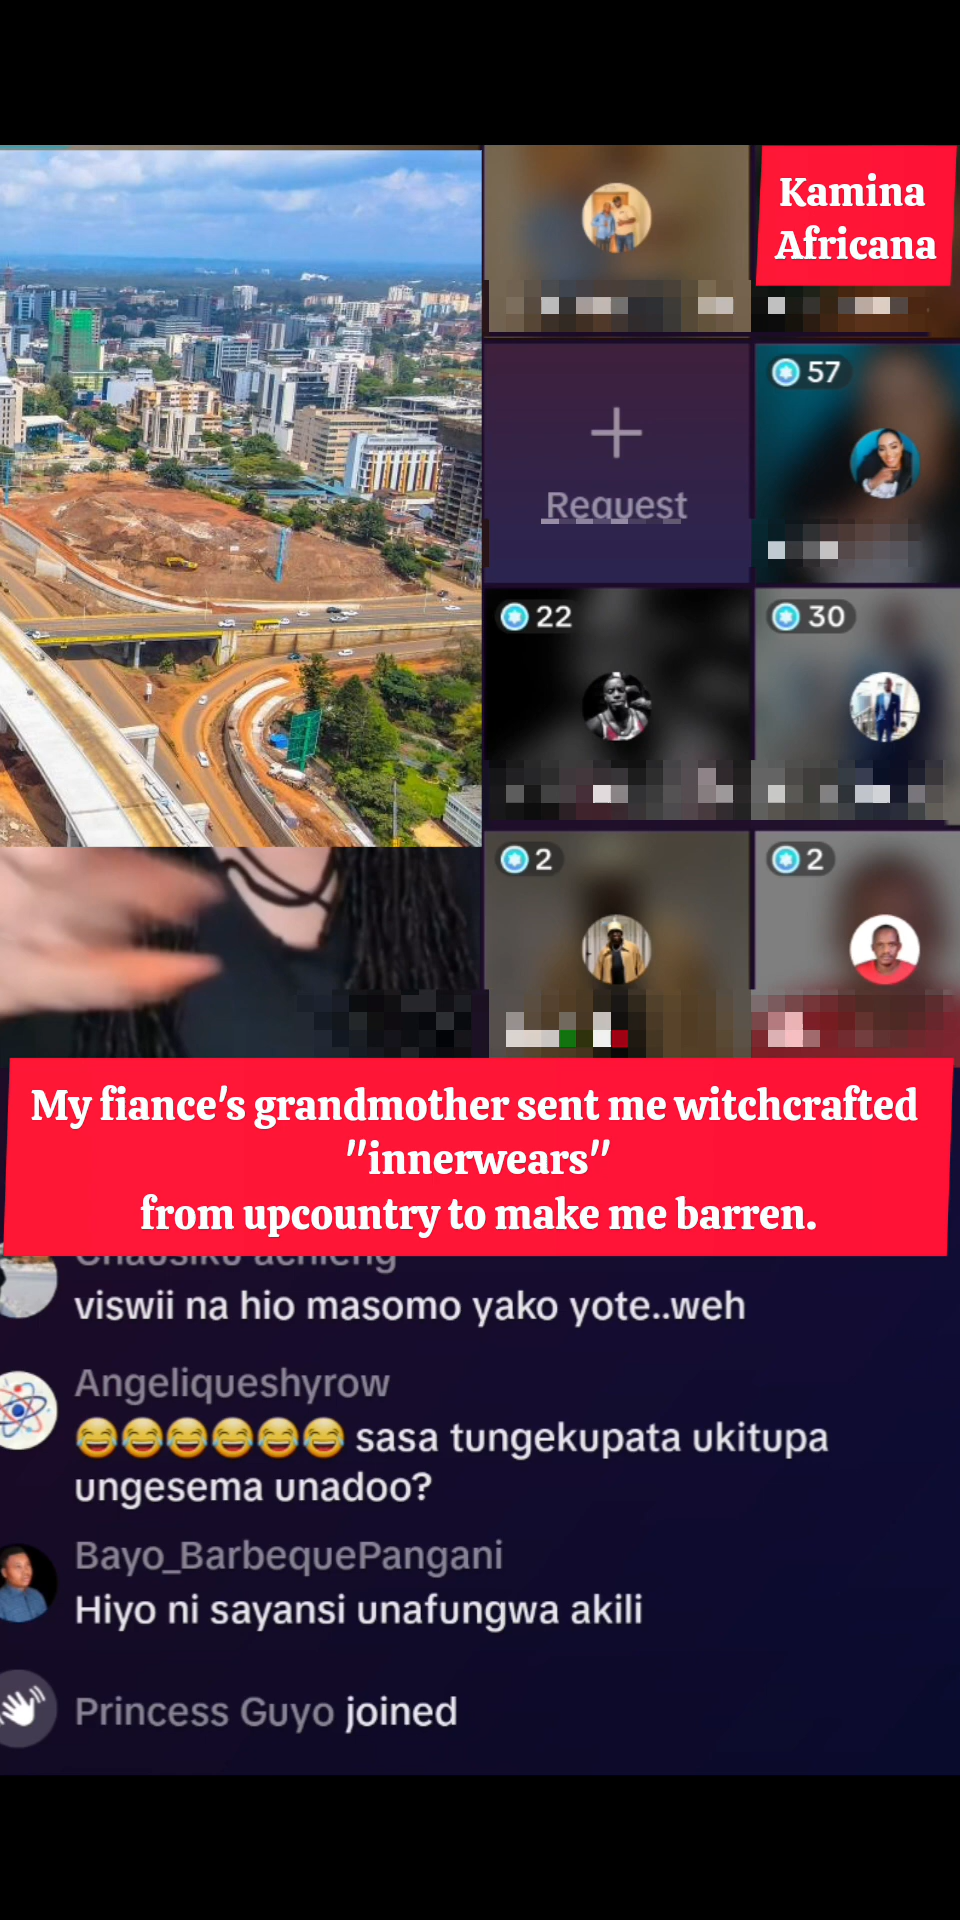 Kamina
Africana
57
Request
22
30
2
2
My fiance's grandmother sent me witchcrafted
"innerwears"
from upcountry to make me barren.
Chausiku achieng
viswii na hio masomo yako yote..weh
Angeliqueshyrow
😂😂😂😂😂😂 sasa tungekupata ukitupa
ungesema unadoo?
Bayo_BarbequePangani
Hiyo ni sayansi unafungwa akili
Princess Guyo joined